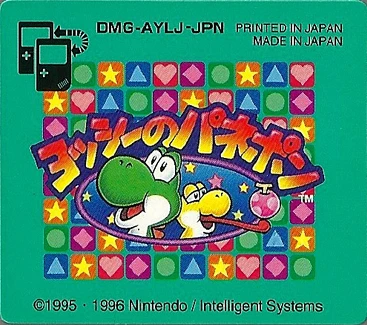 DMG-AYLJ-JPN PRINTED IN JAPAN
MADE IN JAPAN
ヨッシーのパネポン
TM
©1995・1996 Nintendo / Intelligent Systems